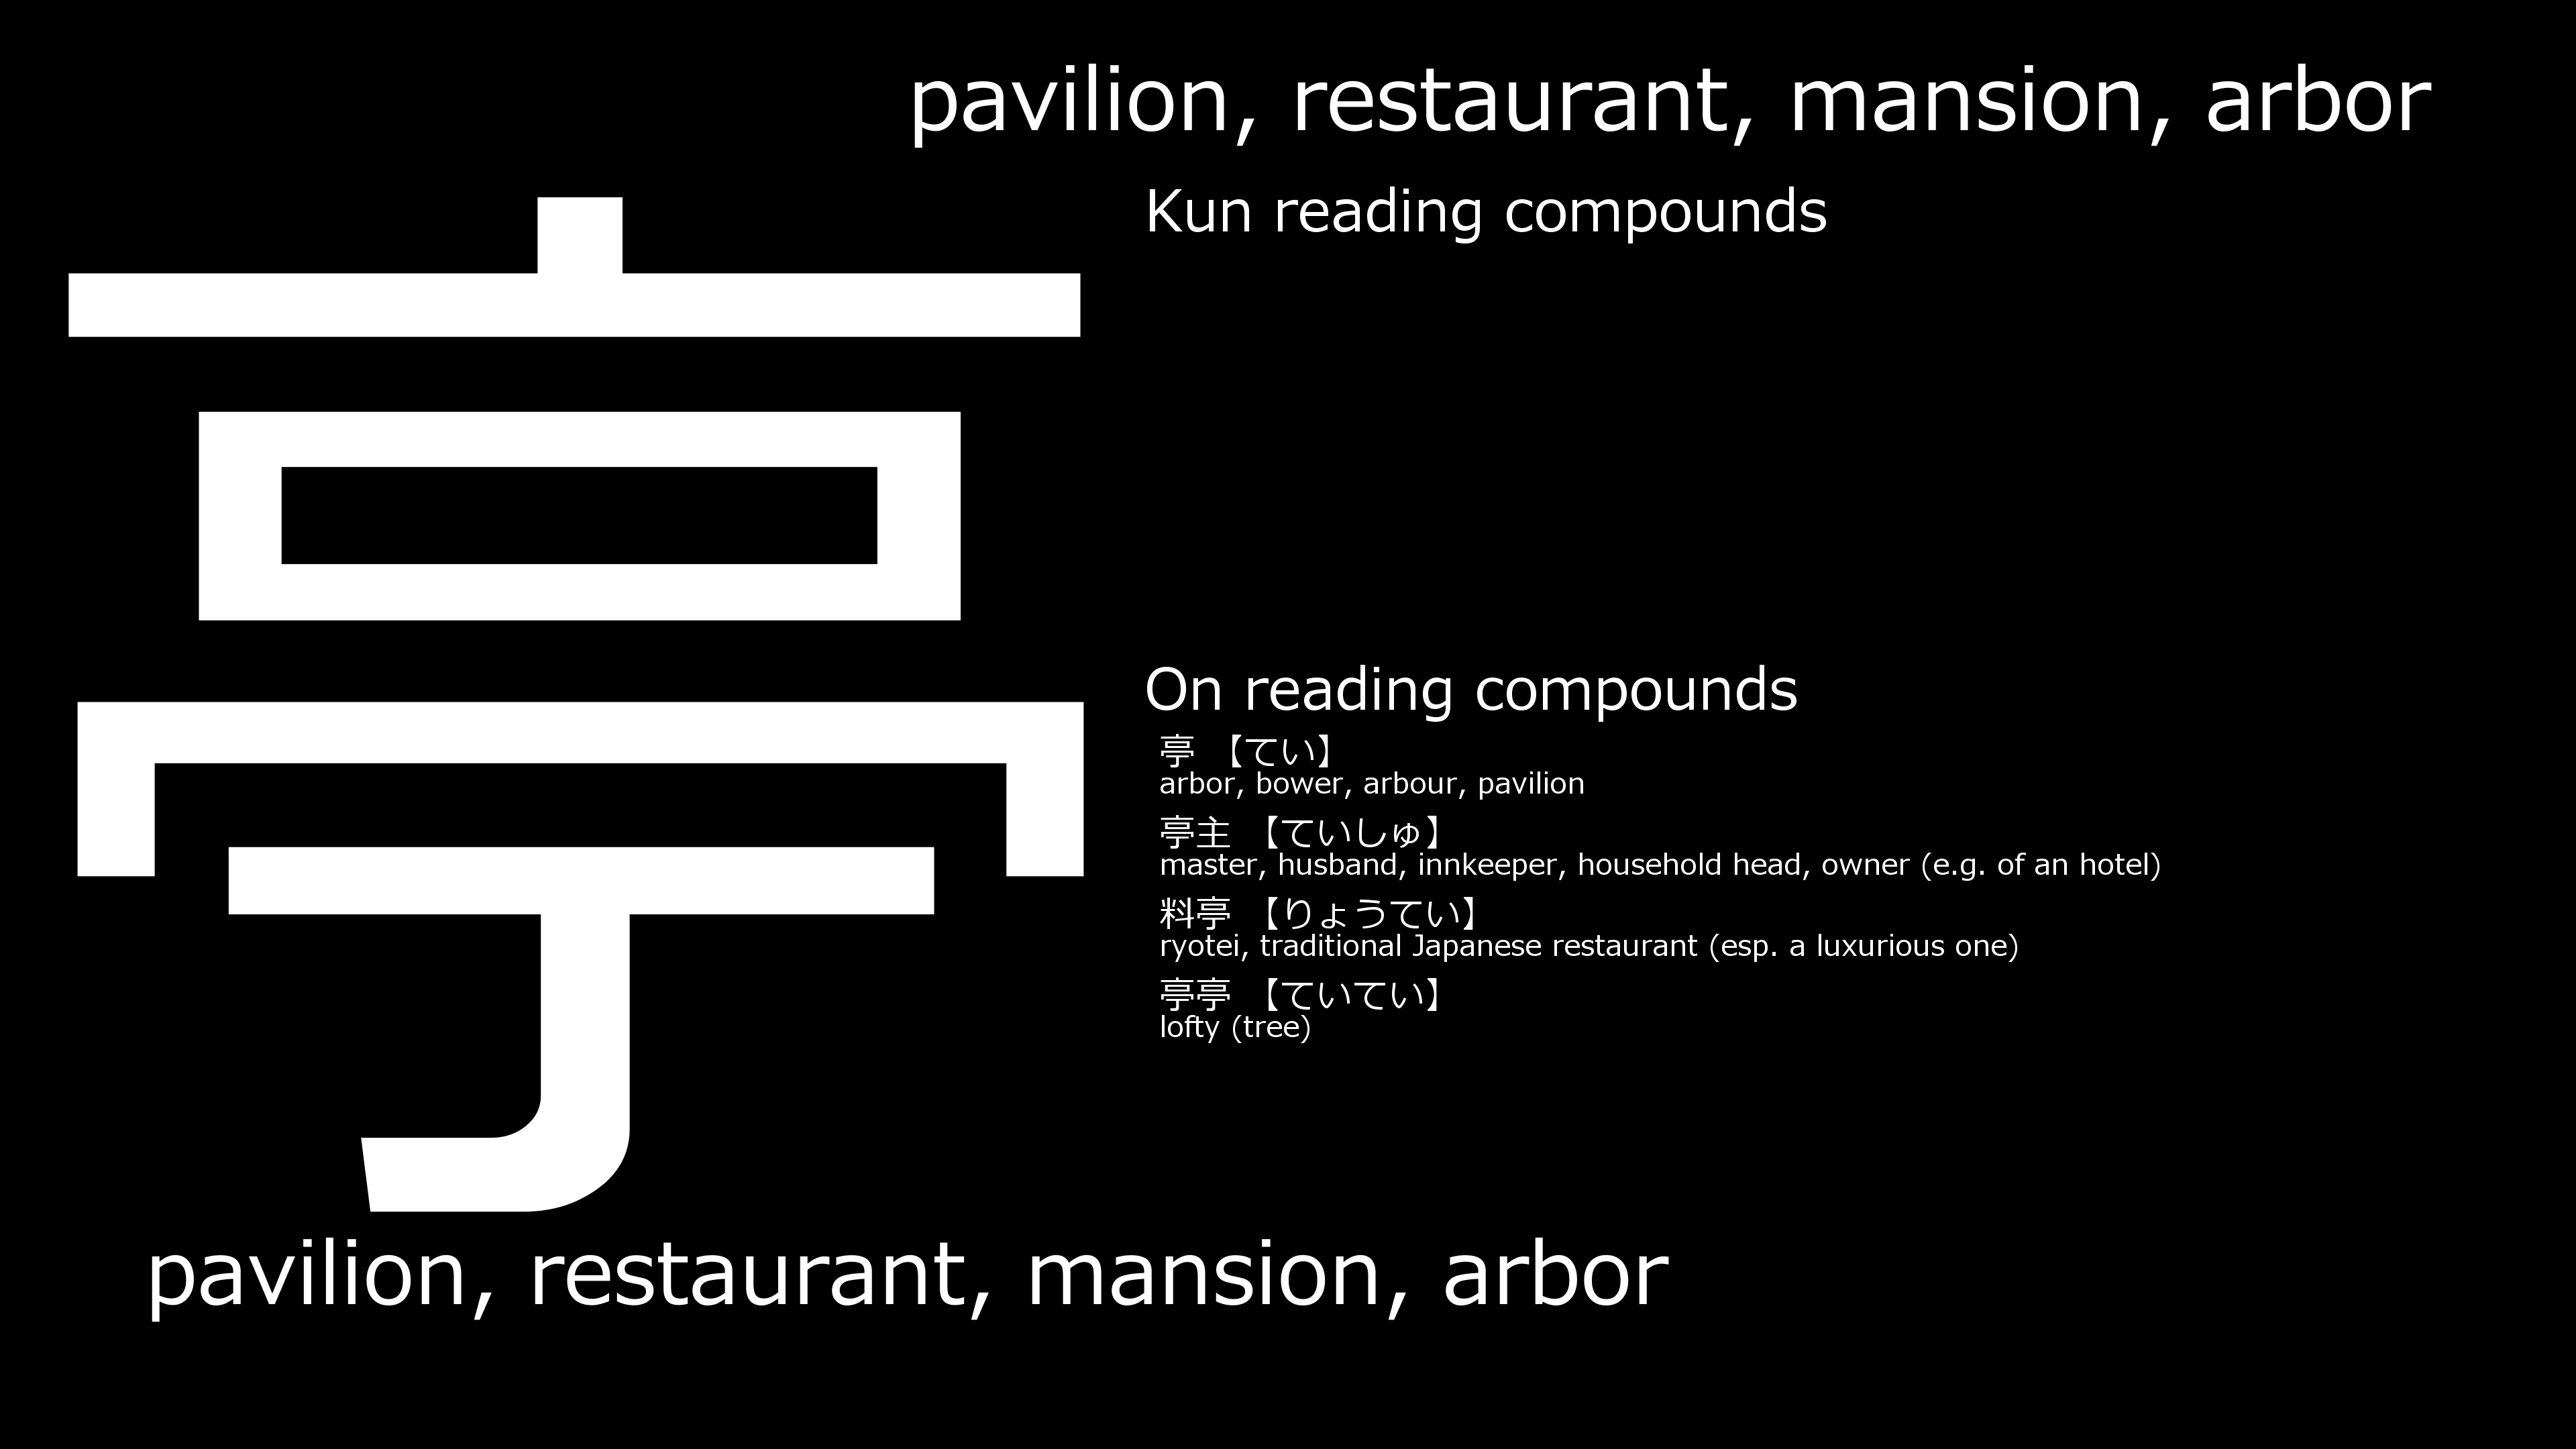 亭
pavilion, restaurant, mansion, arbor
Kun reading compounds
On reading compounds
亭 【てい】
arbor, bower, arbour, pavilion
亭主 【ていしゅ】
master, husband, innkeeper, household head, owner (e.g. of an hotel)
料亭 【りょうてい】
ryotei, traditional Japanese restaurant (esp. a luxurious one)
亭亭 【ていてい】
lofty (tree)
pavilion, restaurant, mansion, arbor